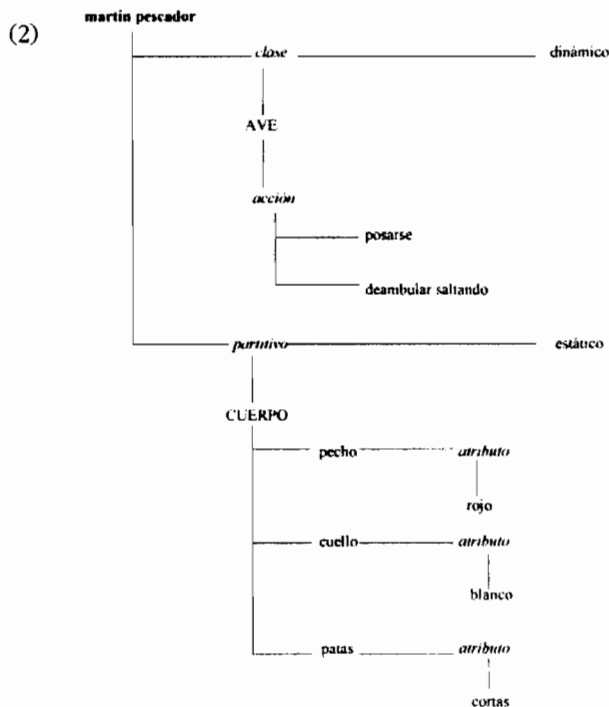 martín pescador
(2)
clase dinámico
AVE
acción
posarse
deambular saltando
partitivo estático
CUERPO
pecho atributo
rojo
cuello atributo
blanco
patas atributo
cortas